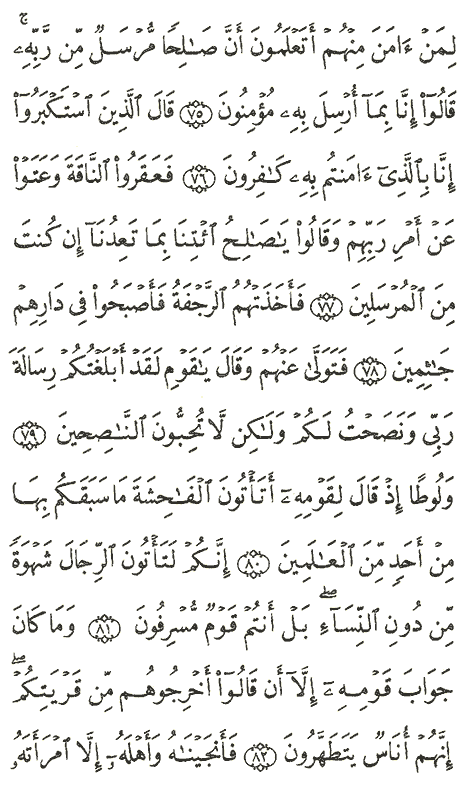 لِمَنۡ ءَامَنَ مِنۡهُمۡ أَتَعۡلَمُونَ أَنَّ صَٰلِحٗا مُّرۡسَلٞ مِّن رَّبِّهِۦۚ
قَالُوٓاْ إِنَّا بِمَآ أُرۡسِلَ بِهِۦ مُؤۡمِنُونَ ٧٥ قَالَ ٱلَّذِينَ ٱسۡتَكۡبَرُوٓاْ
إِنَّا بِٱلَّذِيٓ ءَامَنتُم بِهِۦ كَٰفِرُونَ ٧٦ فَعَقَرُواْ ٱلنَّاقَةَ وَعَتَوۡاْ
عَنۡ أَمۡرِ رَبِّهِمۡ وَقَالُواْ يَٰصَٰلِحُ ٱئۡتِنَا بِمَا تَعِدُنَآ إِن كُنتَ
مِنَ ٱلۡمُرۡسَلِينَ ٧٧ فَأَخَذَتۡهُمُ ٱلرَّجۡفَةُ فَأَصۡبَحُواْ فِي دَارِهِمۡ
جَٰثِمِينَ ٧٨ فَتَوَلَّىٰ عَنۡهُمۡ وَقَالَ يَٰقَوۡمِ لَقَدۡ أَبۡلَغۡتُكُمۡ رِسَالَةَ
رَبِّي وَنَصَحۡتُ لَكُمۡ وَلَٰكِن لَّا تُحِبُّونَ ٱلنَّٰصِحِينَ ٧٩
وَلُوطًا إِذۡ قَالَ لِقَوۡمِهِۦٓ أَتَأۡتُونَ ٱلۡفَٰحِشَةَ مَا سَبَقَكُم بِهَا
مِنۡ أَحَدٖ مِّنَ ٱلۡعَٰلَمِينَ ٨٠ إِنَّكُمۡ لَتَأۡتُونَ ٱلرِّجَالَ شَهۡوَةٗ
مِّن دُونِ ٱلنِّسَآءِۚ بَلۡ أَنتُمۡ قَوۡمٞ مُّسۡرِفُونَ ٨١ وَمَا كَانَ
جَوَابَ قَوۡمِهِۦٓ إِلَّآ أَن قَالُوٓاْ أَخۡرِجُوهُم مِّن قَرۡيَتِكُمۡۖ
إِنَّهُمۡ أُنَاسٞ يَتَطَهَّرُونَ ٨٢ فَأَنجَيۡنَٰهُ وَأَهۡلَهُۥٓ إِلَّا ٱمۡرَأَتَهُۥ